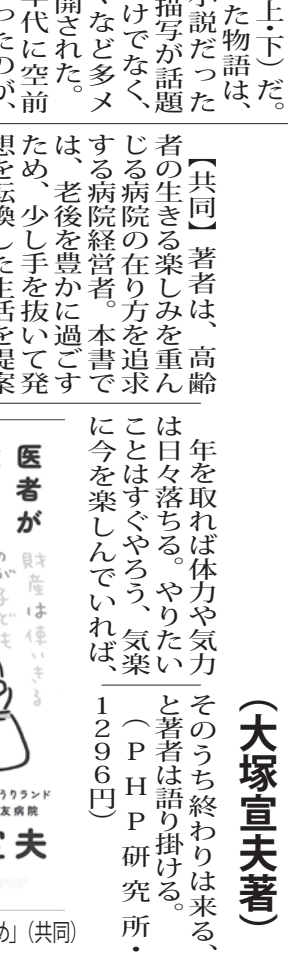 (大塚宣夫著)
上・下)だ。
た物語は、
小説だった
描写が話題
けでなく、
、など多メ
開された。
年代に空前
ったのが、
【共同】著者は、高齢
者の生きる楽しみを重ん
じる病院の在り方を追求
する病院経営者。本書で
は、老後を豊かに過ごす
ため、少し手を抜いて発
想を転換した生活を提案
年を取れば体力や気力
は日々落ちる。やりたい
ことはすぐやろう、気楽
に今を楽しんでいれば、
そのうち終わりは来る、
と著者は語り掛ける。
(PHP研究所・
1296円)
医者が
財産は使いきる
うりランド
友病院
夫
め」(共同)